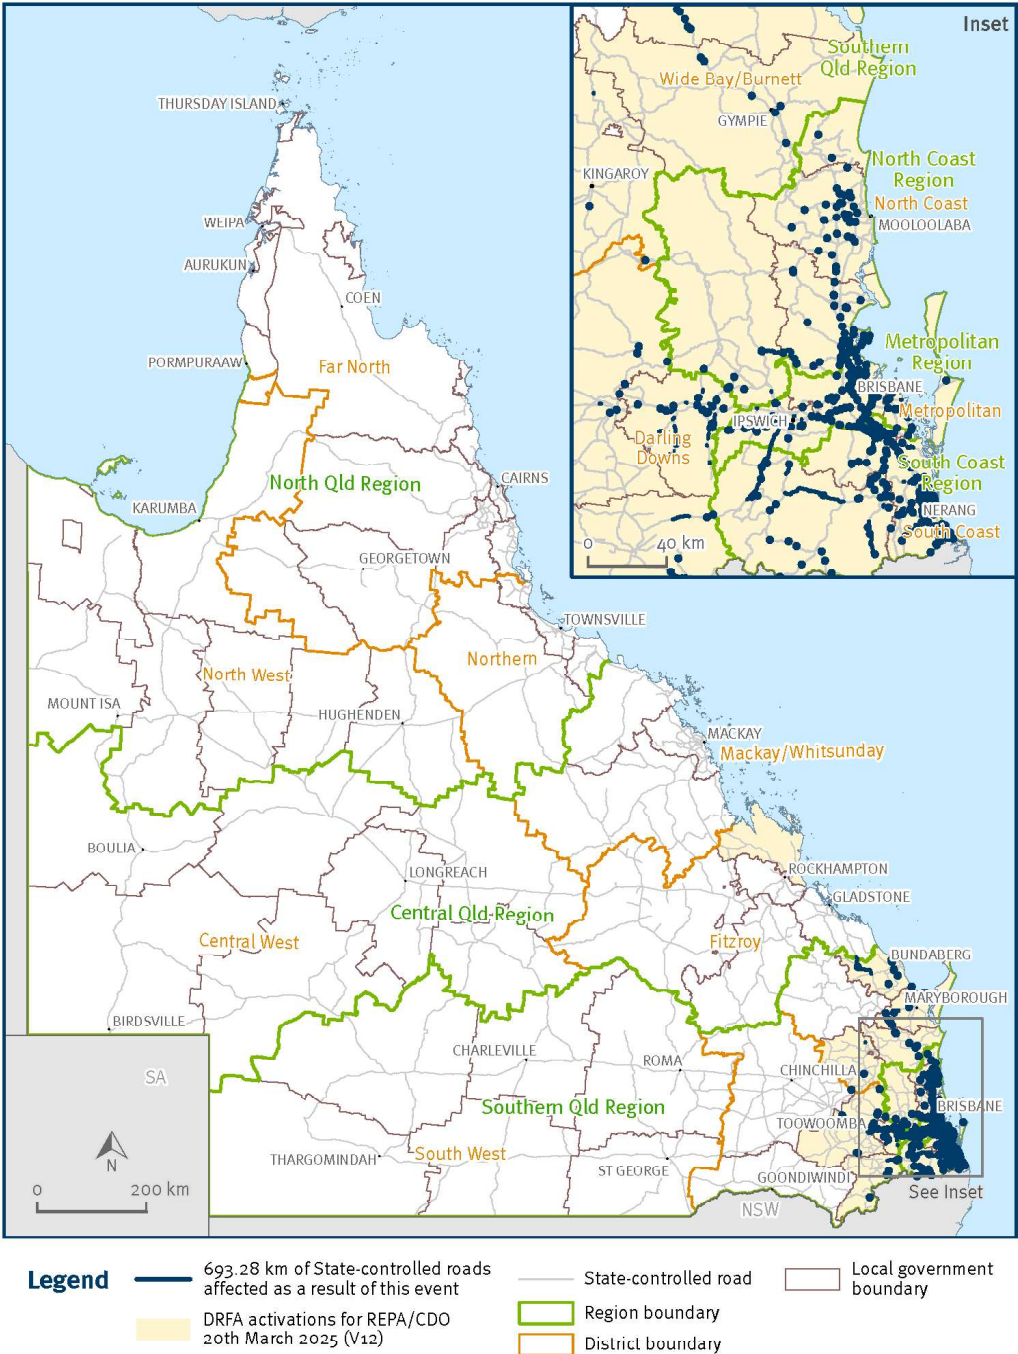 Inset
Southern
Qld Region
Wide Bay/Burnett
GYMPIE
KINGAROY
North Coast
Region
North Coast
MOOLOOLABA
Metropolitan
Region
BRISBANE
Metropolitan
IPSWICH
Darling
Downs
South Coast
Region
NERANG
South Coast
0 40 km
THURSDAY ISLAND
WEIPA
AURUKUN
COEN
PORMPURAAW
Far North
North Qld Region
CAIRNS
KARUMBA
GEORGETOWN
TOWNSVILLE
Northern
North West
MOUNT ISA
HUGHENDEN
MACKAY
Mackay/Whitsunday
BOULIA
LONGREACH
ROCKHAMPTON
GLADSTONE
Central Qld Region
Central West
Fitzroy
BUNDABERG
MARYBOROUGH
BIRDSVILLE
CHARLEVILLE
ROMA
CHINCHILLA
SA
BRISBANE
Southern Qld Region
TOOWOOMBA
South West
THARGOMINDAH
ST GEORGE
GOONDIWINDI
N
0 200 km
See Inset
NSW
Legend
693.28 km of State-controlled roads
affected as a result of this event
DRFA activations for REPA/CDO
20th March 2025 (V12)
State-controlled road
Region boundary
District boundary
Local government
boundary